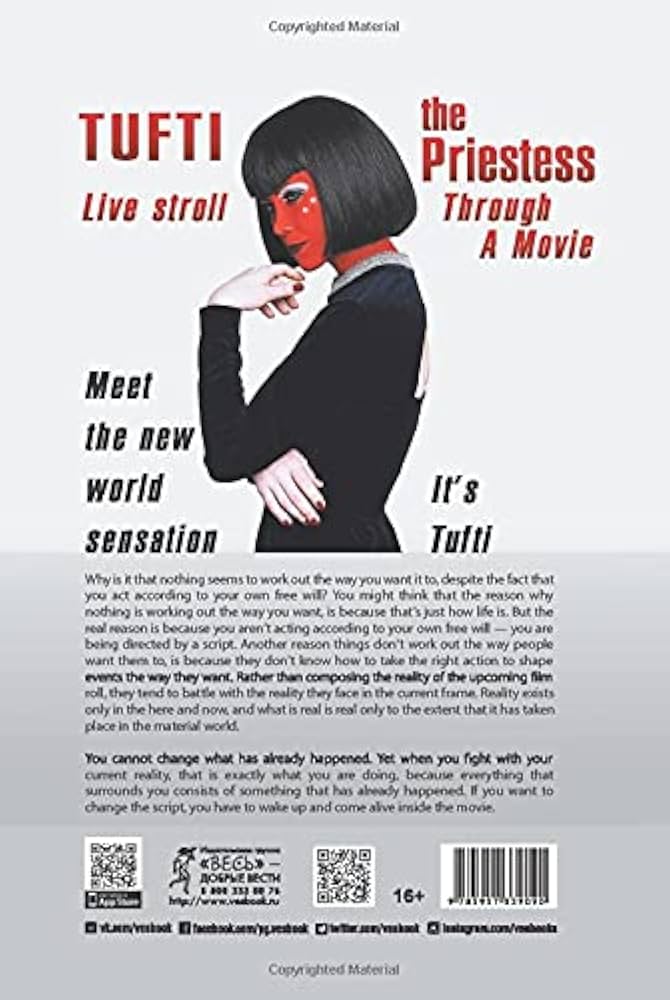 Copyrighted Material
TUFTI
the
Priestess
Live stroll
Through
A Movie
Meet
the new
world
sensation
It's
Tufti
Why is it that nothing seems to work out the way you want it to, despite the fact that
you act according to your own free will? You might think that the reason why
nothing is working out the way you want, is because that's just how life is. But the
real reason is because you aren't acting according to your own free will — you are
being directed by a script. Another reason things don't work out the way people
want them to, is because they don't know how to take the right action to shape
events the way they want. Rather than composing the reality of the upcoming film
roll, they tend to battle with the reality they face in the current frame. Reality exists
only in the here and now, and what is real is real only to the extent that it has taken
place in the material world.
You cannot change what has already happened. Yet when you fight with your
current reality, that is exactly what you are doing, because everything that
surrounds you consists of something that has already happened. If you want to
change the script, you have to wake up and come alive inside the movie.
App Store
Издательская группа
«ВЕСЬ» —
ДОБРЫЕ ВЕСТИ
8 800 333 00 76
http://www.vesbook.ru
16+
vk.com/vesbook facebook.com/pg.vesbook twitter.com/vesbook instagram.com/vesbooks
Copyrighted Material